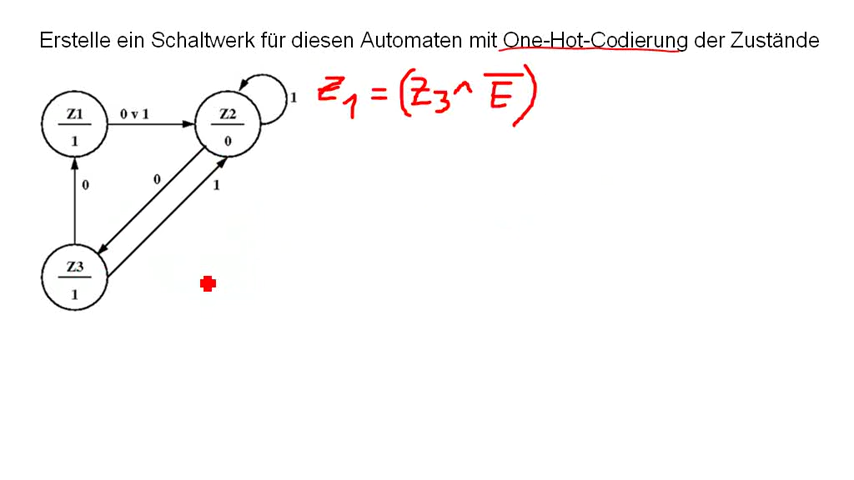 Erstelle ein Schaltwerk für diesen Automaten mit One-Hot-Codierung der Zustände
Z₁ = (Z₃ ∧ E̅)
Z1
1
0 v 1
Z2
0
1
0
0
1
Z3
1